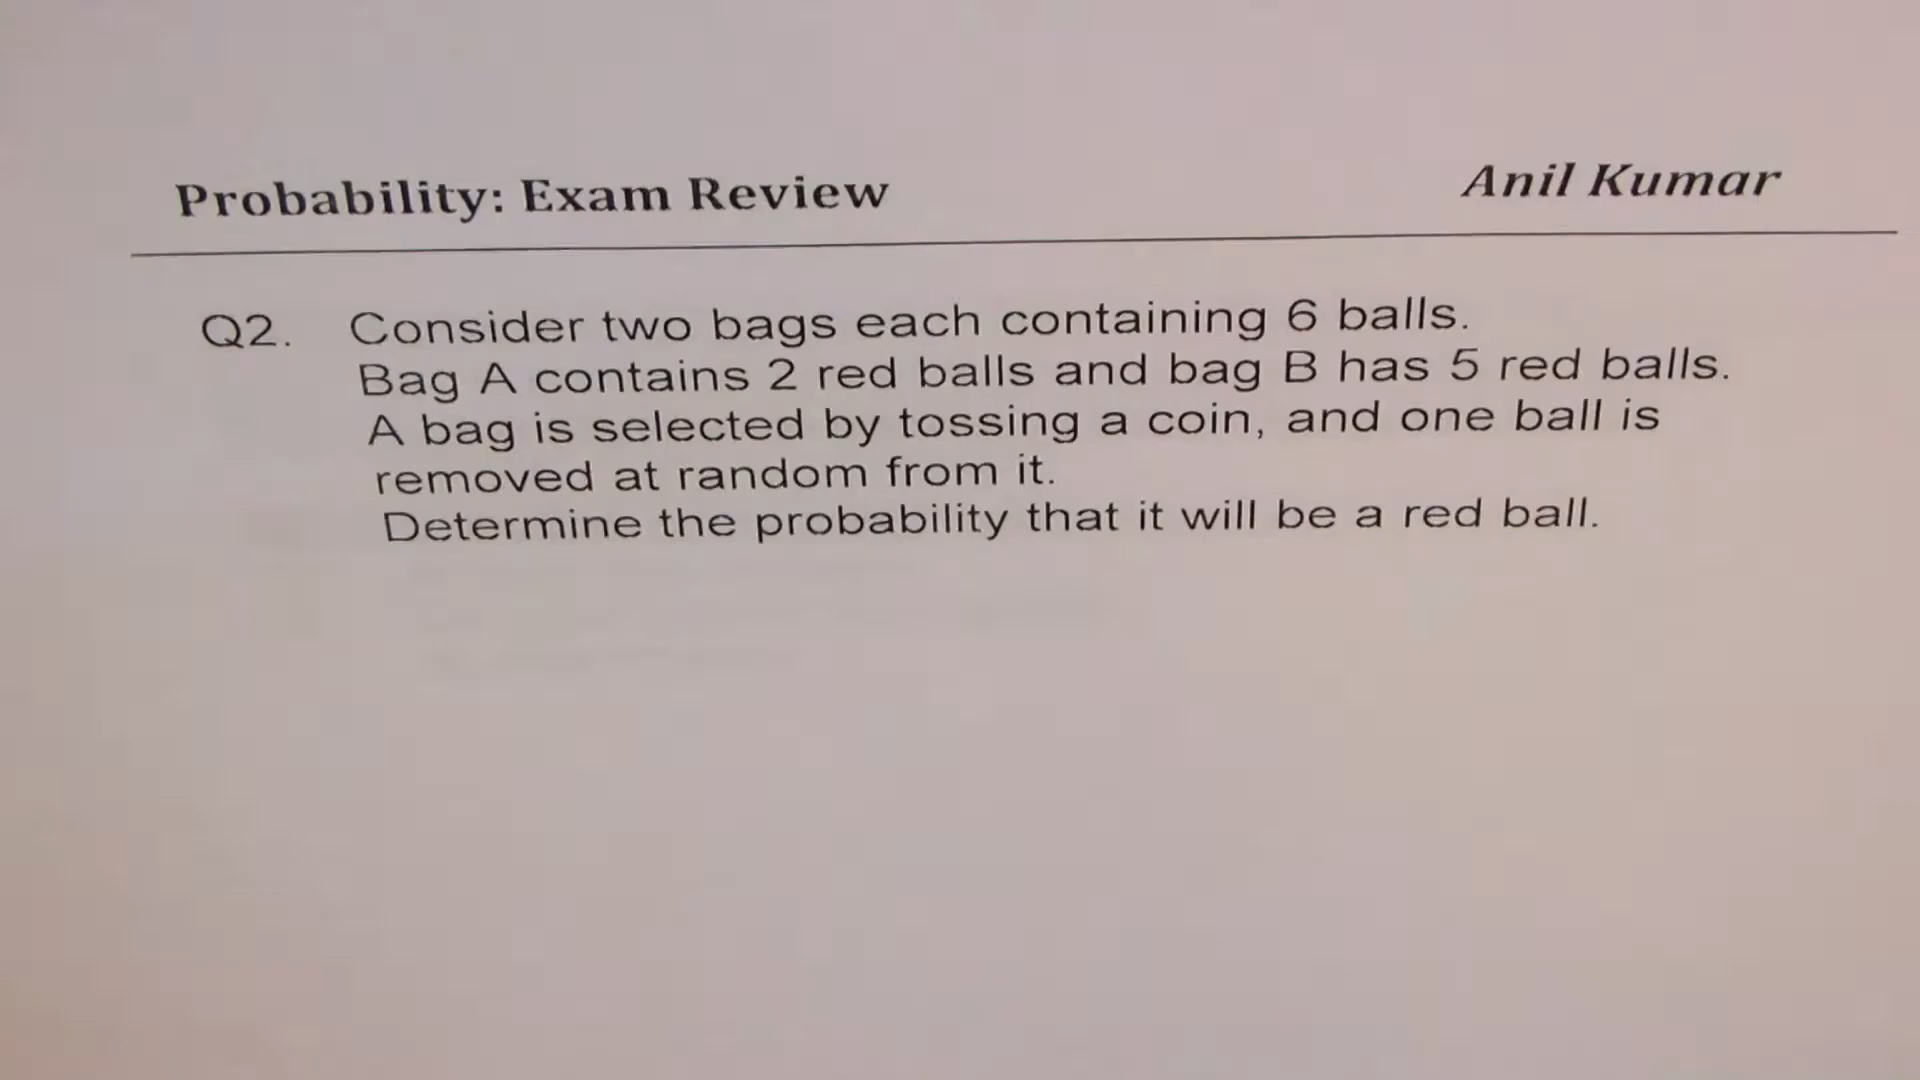 Probability: Exam Review
Anil Kumar
Q2. Consider two bags each containing 6 balls.
Bag A contains 2 red balls and bag B has 5 red balls.
A bag is selected by tossing a coin, and one ball is
removed at random from it.
Determine the probability that it will be a red ball.